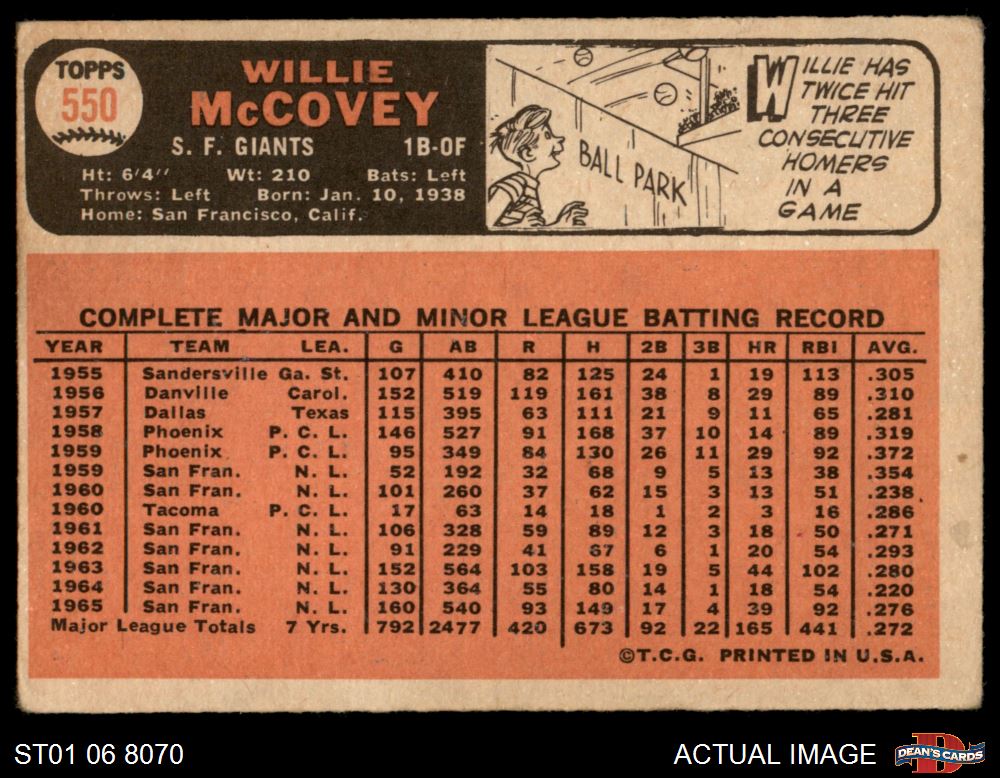 TOPPS
550
WILLIE
McCOVEY
S. F. GIANTS 1B-OF
Ht: 6'4'' Wt: 210 Bats: Left
Throws: Left Born: Jan. 10, 1938
Home: San Francisco, Calif.
BALL PARK
WILLIE HAS
TWICE HIT
THREE
CONSECUTIVE
HOMERS
IN A
GAME
COMPLETE MAJOR AND MINOR LEAGUE BATTING RECORD
YEAR TEAM LEA. G AB R H 2B 3B HR RBI AVG.
1955 Sandersville Ga. St. 107 410 82 125 24 1 19 113 .305
1956 Danville Carol. 152 519 119 161 38 8 29 89 .310
1957 Dallas Texas 115 395 63 111 21 9 11 65 .281
1958 Phoenix P. C. L. 146 527 91 168 37 10 14 89 .319
1959 Phoenix P. C. L. 95 349 84 130 26 11 29 92 .372
1959 San Fran. N. L. 52 192 32 68 9 5 13 38 .354
1960 San Fran. N. L. 101 260 37 62 15 3 13 51 .238
1960 Tacoma P. C. L. 17 63 14 18 1 2 3 16 .286
1961 San Fran. N. L. 106 328 59 89 12 3 18 50 .271
1962 San Fran. N. L. 91 229 41 67 6 1 20 54 .293
1963 San Fran. N. L. 152 564 103 158 19 5 44 102 .280
1964 San Fran. N. L. 130 364 55 80 14 1 18 54 .220
1965 San Fran. N. L. 160 540 93 149 17 4 39 92 .276
Major League Totals 7 Yrs. 792 2477 420 673 92 22 165 441 .272
©T.C.G. PRINTED IN U.S.A.
ST01 06 8070
ACTUAL IMAGE
D
DEAN'S CARDS